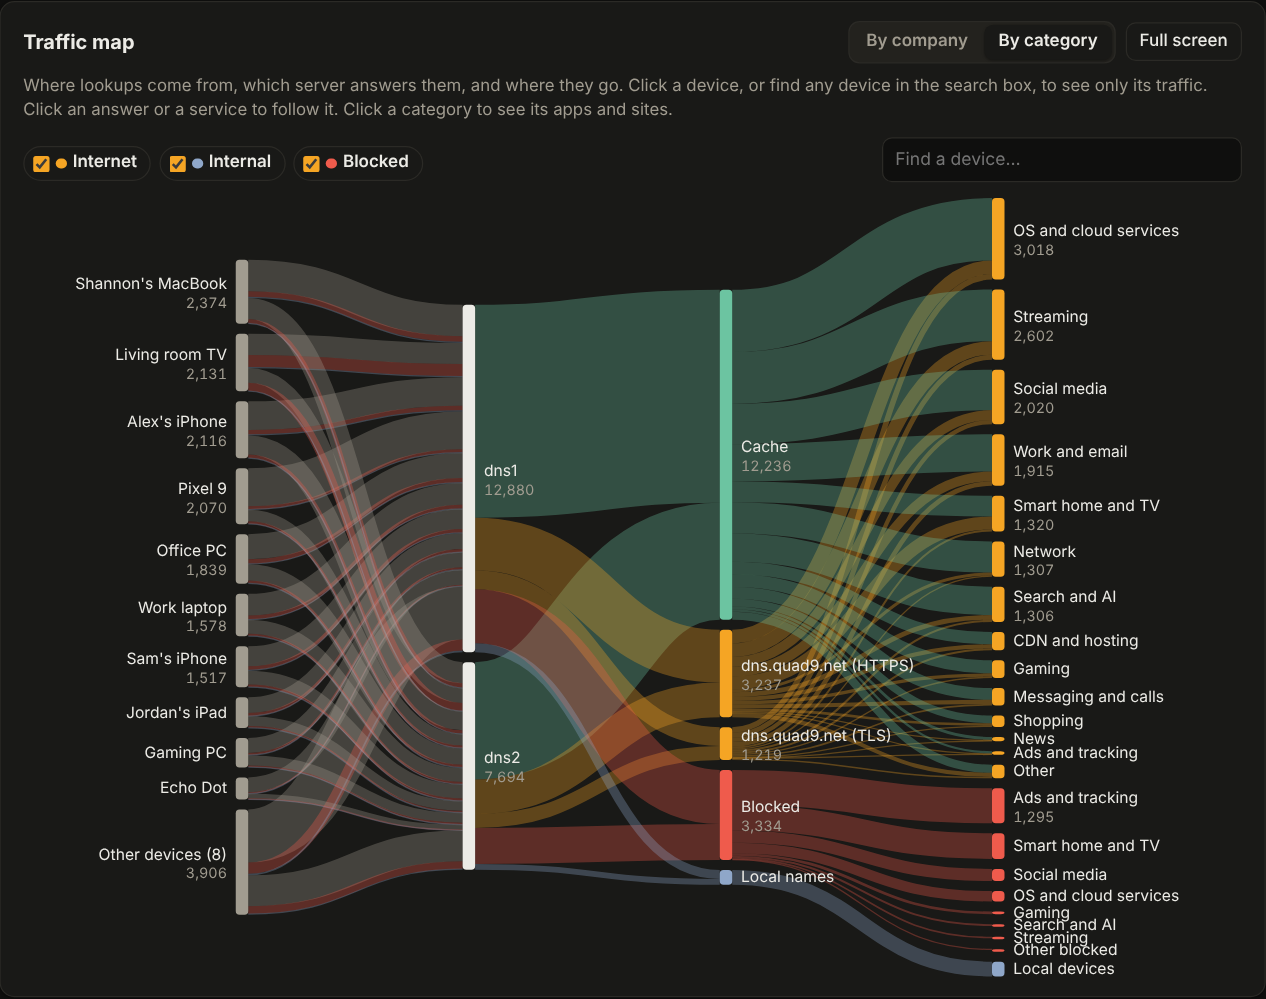 Traffic map
By company
By category
Full screen
Where lookups come from, which server answers them, and where they go. Click a device, or find any device in the search box, to see only its traffic.
Click an answer or a service to follow it. Click a category to see its apps and sites.
Internet
Internal
Blocked
Find a device...
Shannon's MacBook
2,374
Living room TV
2,131
Alex's iPhone
2,116
Pixel 9
2,070
Office PC
1,839
Work laptop
1,578
Sam's iPhone
1,517
Jordan's iPad
Gaming PC
Echo Dot
Other devices (8)
3,906
dns1
12,880
dns2
7,694
Cache
12,236
dns.quad9.net (HTTPS)
3,237
dns.quad9.net (TLS)
1,219
Blocked
3,334
Local names
OS and cloud services
3,018
Streaming
2,602
Social media
2,020
Work and email
1,915
Smart home and TV
1,320
Network
1,307
Search and AI
1,306
CDN and hosting
Gaming
Messaging and calls
Shopping
News
Ads and tracking
Other
Ads and tracking
1,295
Smart home and TV
Social media
OS and cloud services
Gaming
Search and AI
Streaming
Other blocked
Local devices